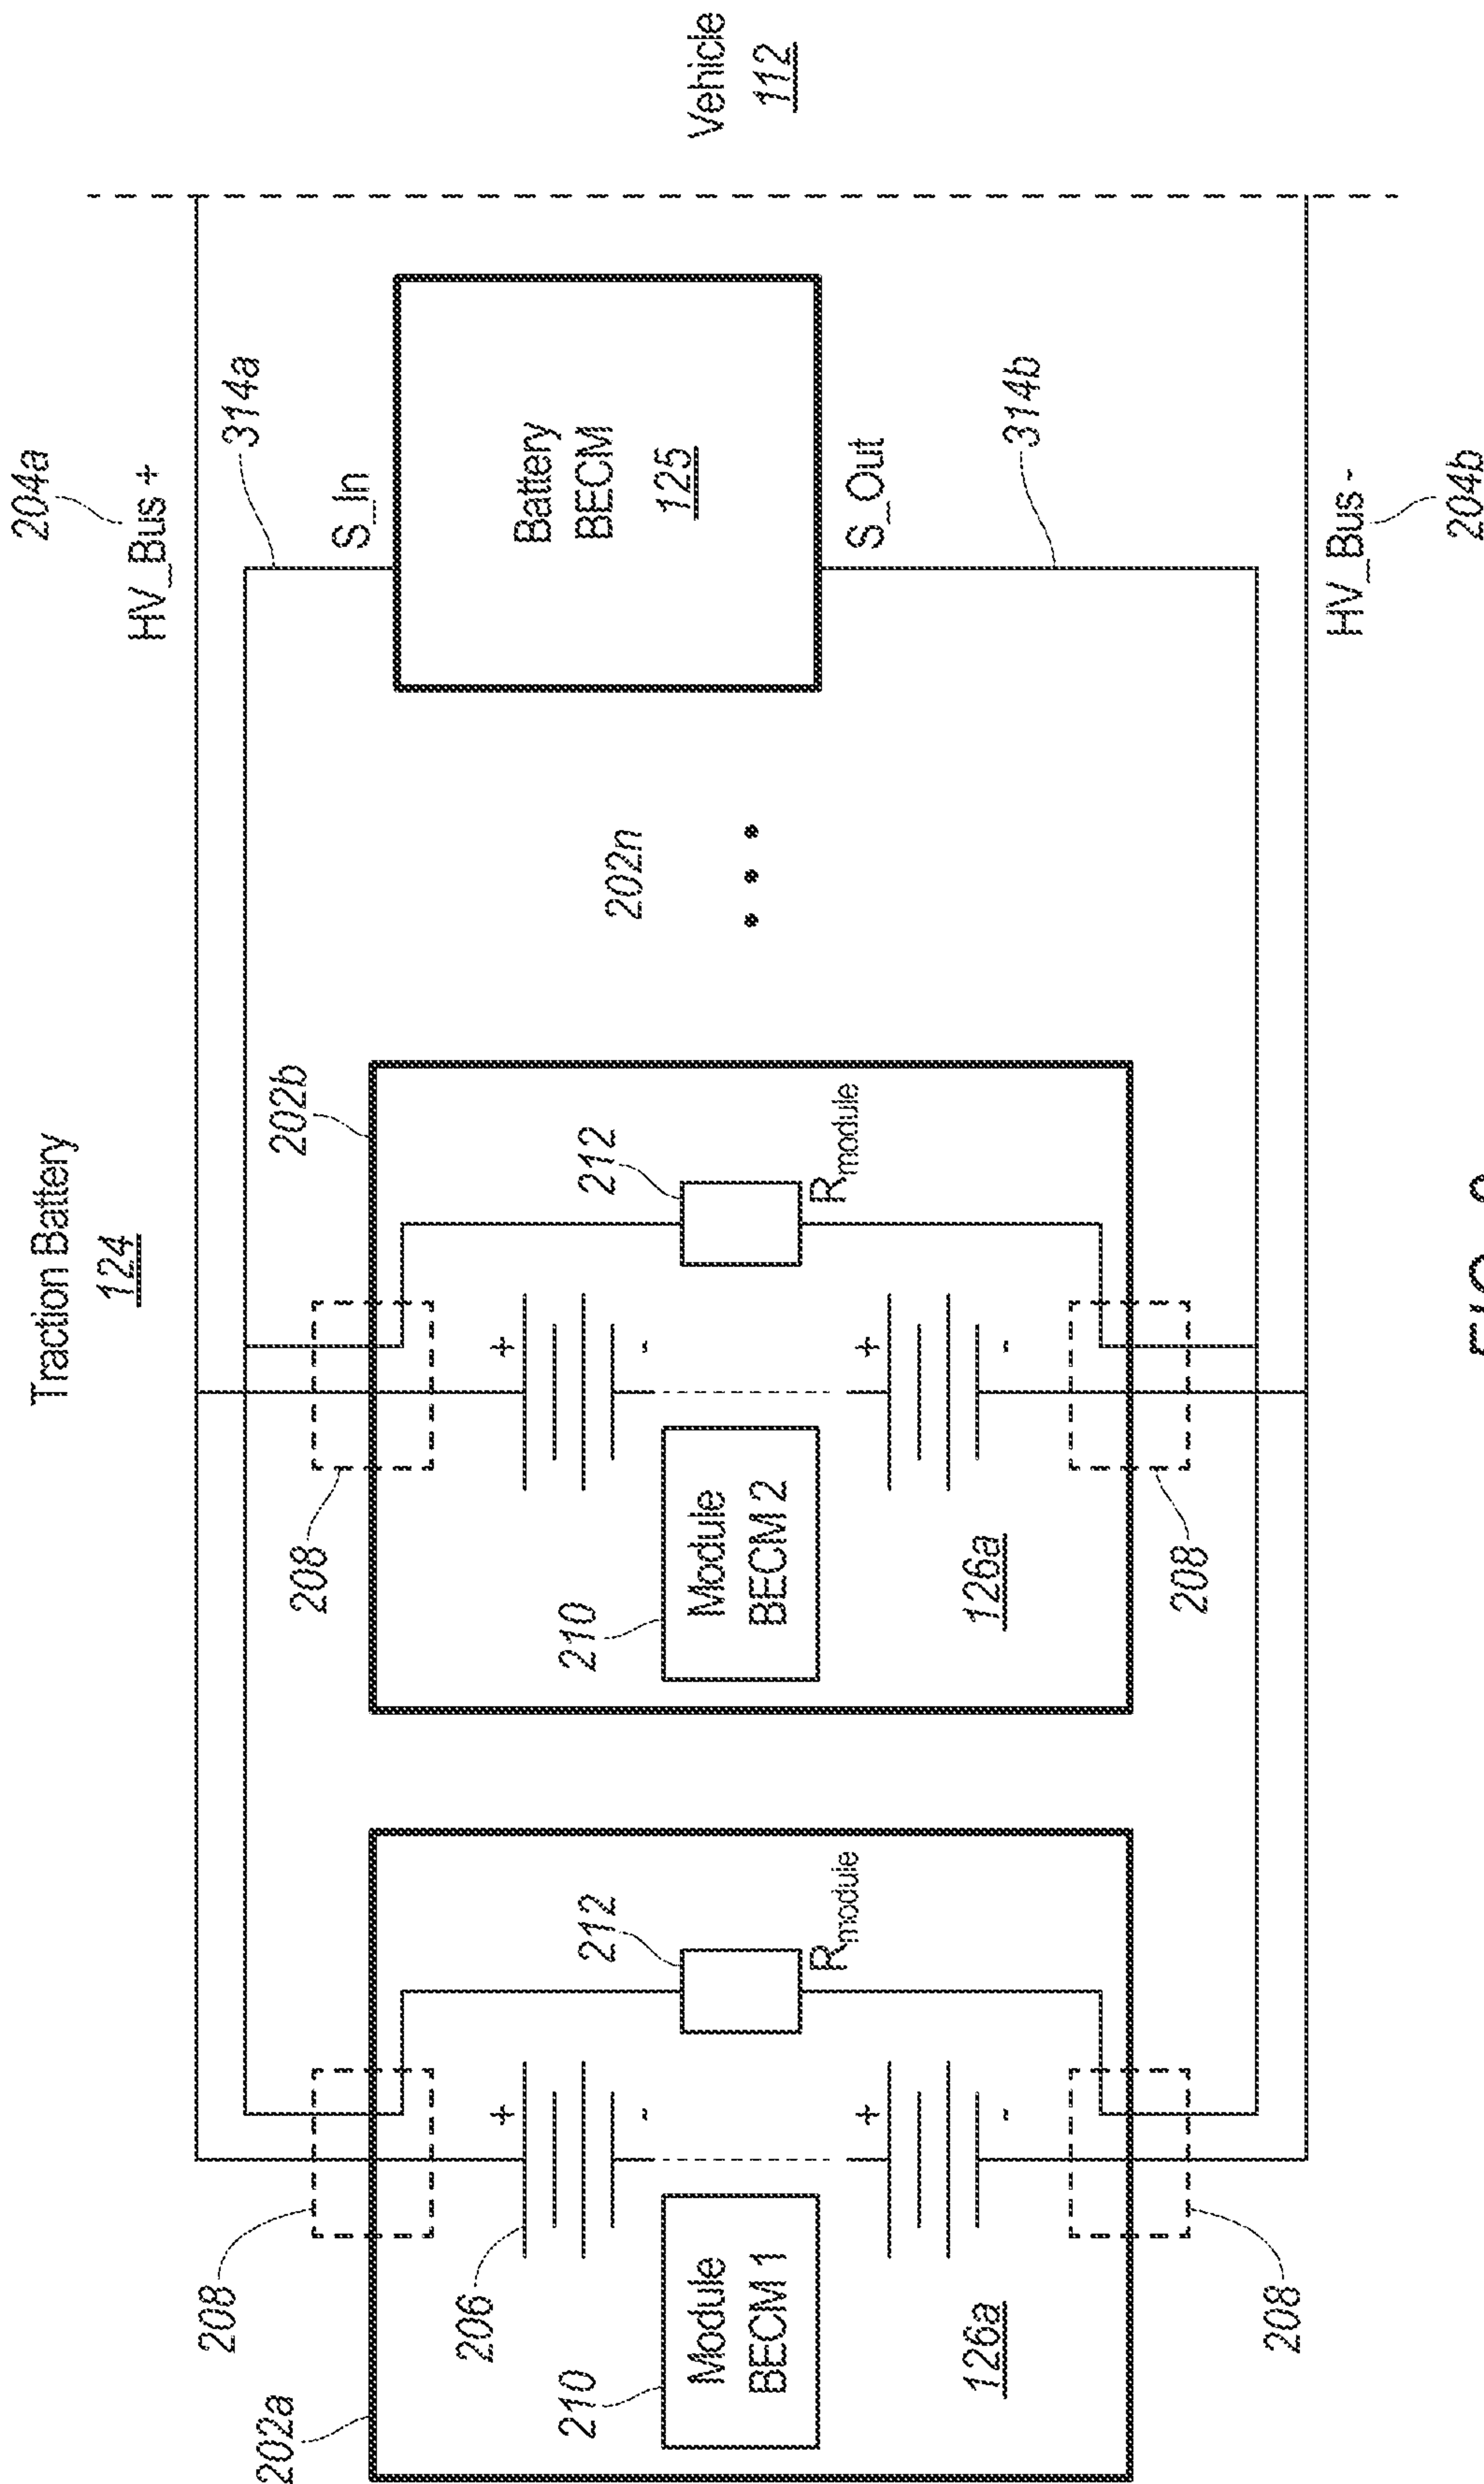 Traction Battery
124
204a
HV_Bus +
314a
208
202a
202b
208
S_In
206
210
212
Module
BECM 1
Rmodule
126a
208
210
212
Module
BECM 2
Rmodule
126a
208
202n
Battery
BECM
125
S_Out
314b
Vehicle
112
HV_Bus -
204b